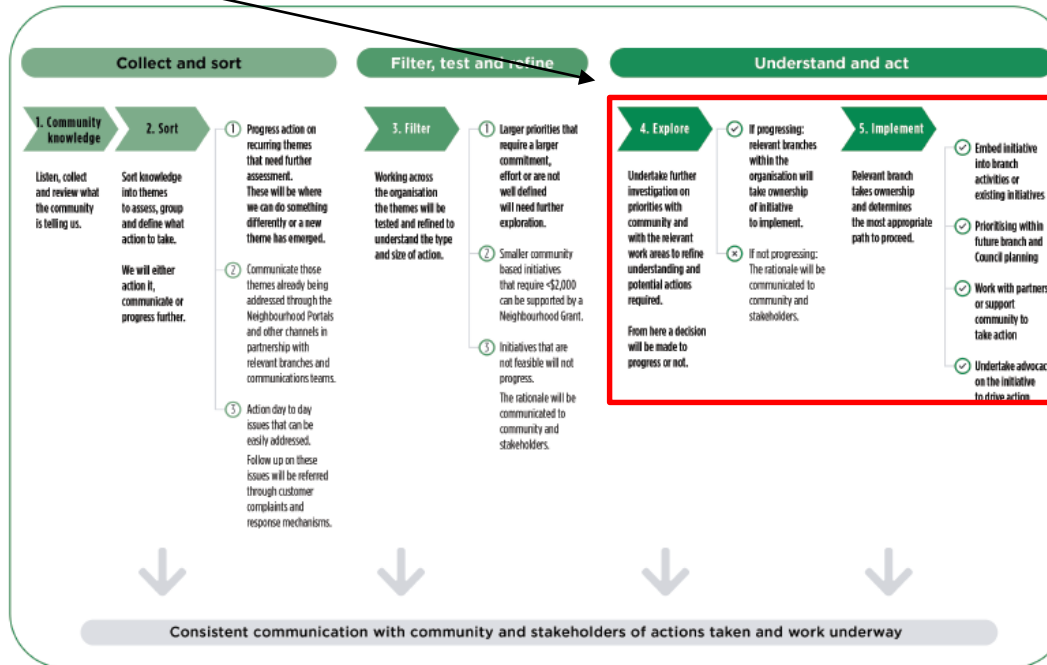 Collect and sort
Filter, test and refine
Understand and act
1. Community
knowledge
Listen, collect
and review what
the community
is telling us.
2. Sort
Sort knowledge
into themes
to assess, group
and define what
action to take.
We will either
action it,
communicate or
progress further.
1 Progress action on
recurring themes
that need further
assessment.
These will be where
we can do something
differently or a new
theme has emerged.
2 Communicate those
themes already being
addressed through the
Neighbourhood Portals
and other channels in
partnership with
relevant branches and
communications teams.
3 Action day to day
issues that can be
easily addressed.
Follow up on these
issues will be referred
through customer
complaints and
response mechanisms.
3. Filter
Working across
the organisation
the themes will be
tested and refined to
understand the type
and size of action.
1 Larger priorities that
require a larger
commitment,
effort or are not
well defined
will need further
exploration.
2 Smaller community
based initiatives
that require <$2,000
can be supported by a
Neighbourhood Grant.
3 Initiatives that are
not feasible will not
progress.
The rationale will be
communicated to
community and
stakeholders.
4. Explore
Undertake further
investigation on
priorities with
community and
with the relevant
work areas to refine
understanding and
potential actions
required.
From here a decision
will be made to
progress or not.
If progressing:
relevant branches
within the
organisation will
take ownership
of initiative
to implement.
If not progressing:
The rationale will be
communicated to
community and
stakeholders.
5. Implement
Relevant branch
takes ownership
and determines
the most appropriate
path to proceed.
Embed initiative
into branch
activities or
existing initiatives
Prioritising within
future branch and
Council planning
Work with partners
or support
community to
take action
Undertake advocac
on the initiative
to drive action
Consistent communication with community and stakeholders of actions taken and work underway